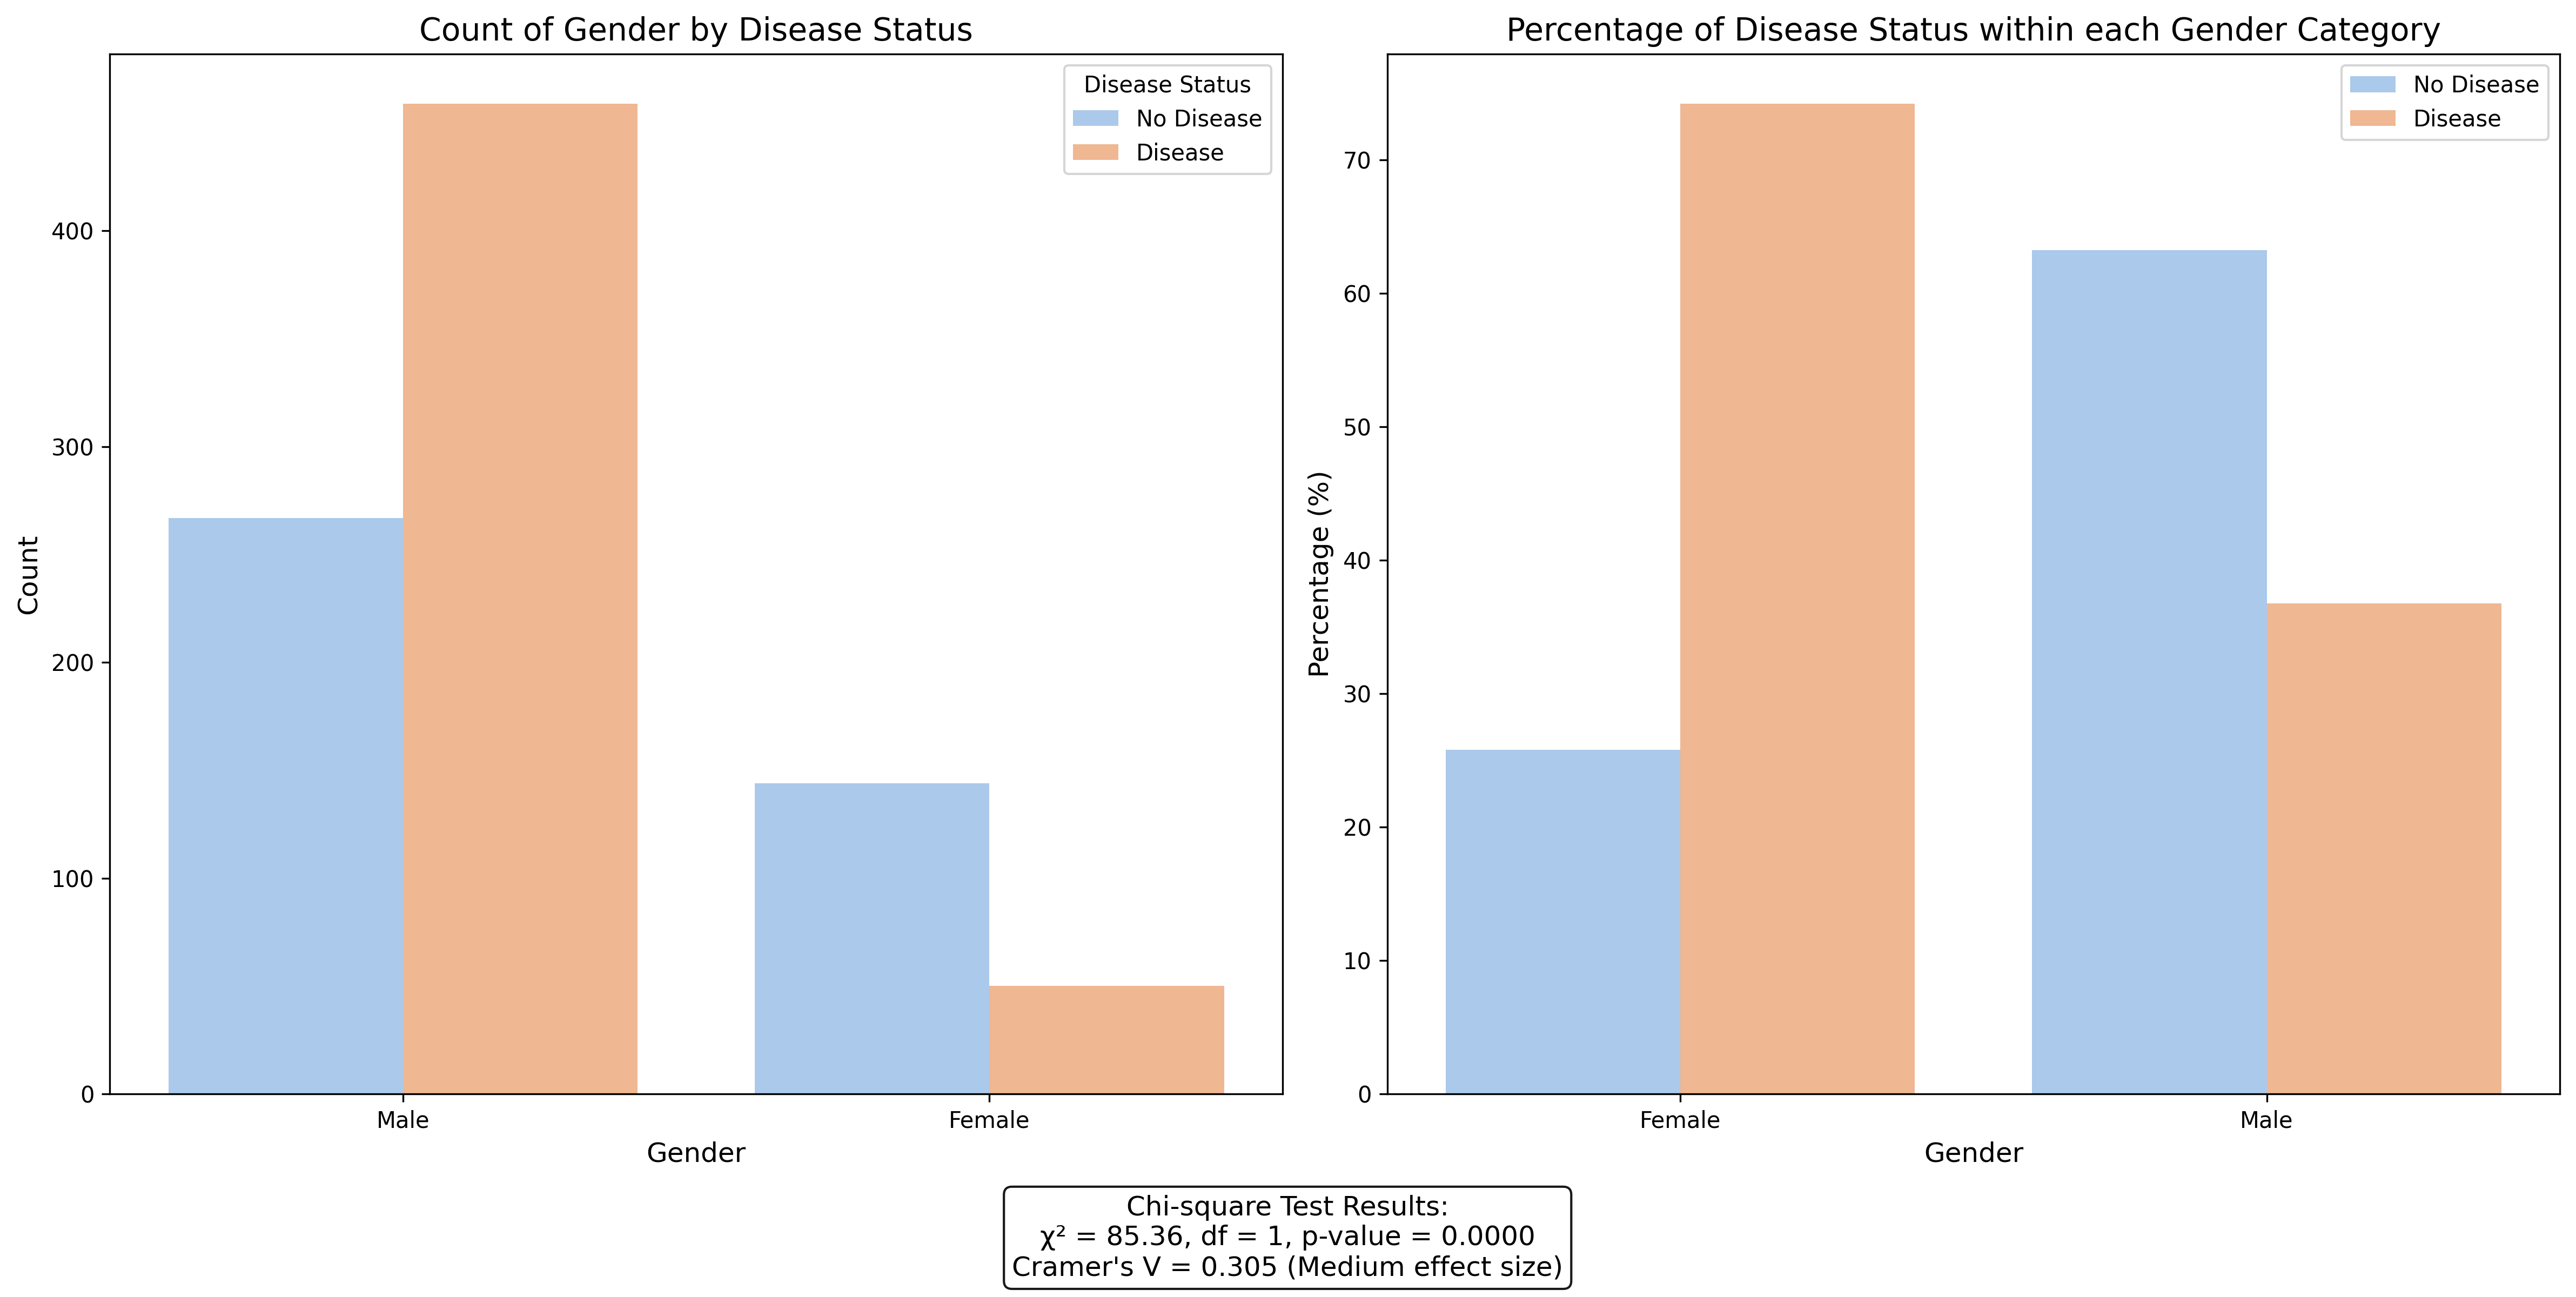 Count of Gender by Disease Status
Disease Status
No Disease
Disease
400
300
200
100
0
Count
Male
Female
Gender
Percentage of Disease Status within each Gender Category
No Disease
Disease
70
60
50
40
30
20
10
0
Percentage (%)
Female
Male
Gender
Chi-square Test Results:
χ² = 85.36, df = 1, p-value = 0.0000
Cramer's V = 0.305 (Medium effect size)